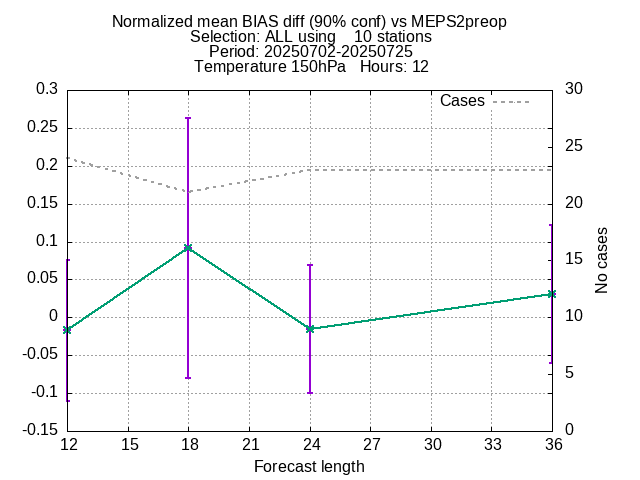 Normalized mean BIAS diff (90% conf) vs MEPS2preop
Selection: ALL using    10 stations
Period: 20250702-20250725
Temperature 150hPa   Hours: 12
Cases
0.3
0.25
0.2
0.15
0.1
0.05
0
-0.05
-0.1
-0.15
30
25
20
15
10
5
0
No cases
12 15 18 21 24 27 30 33 36
Forecast length